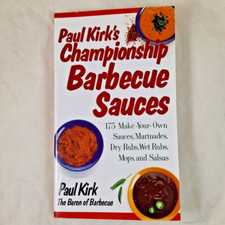 Paul Kirk's
Championship
Barbecue
Sauces
175 Make-Your-Own
Sauces, Marinades,
Dry Rubs, Wet Rubs,
Mops, and Salsas
Paul Kirk
The Baron of Barbecue